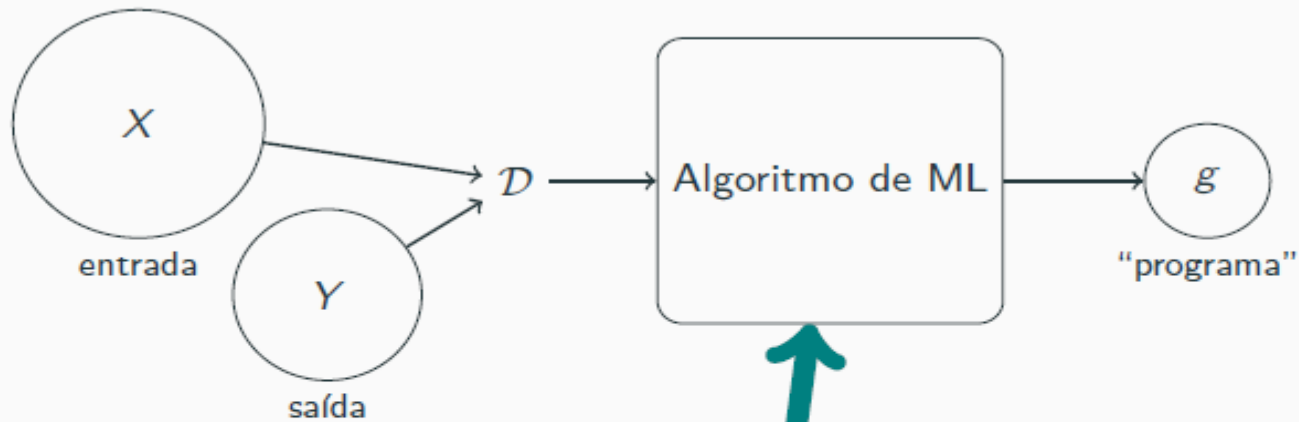 X
entrada
Y
saída
𝒟
Algoritmo de ML
g
“programa”